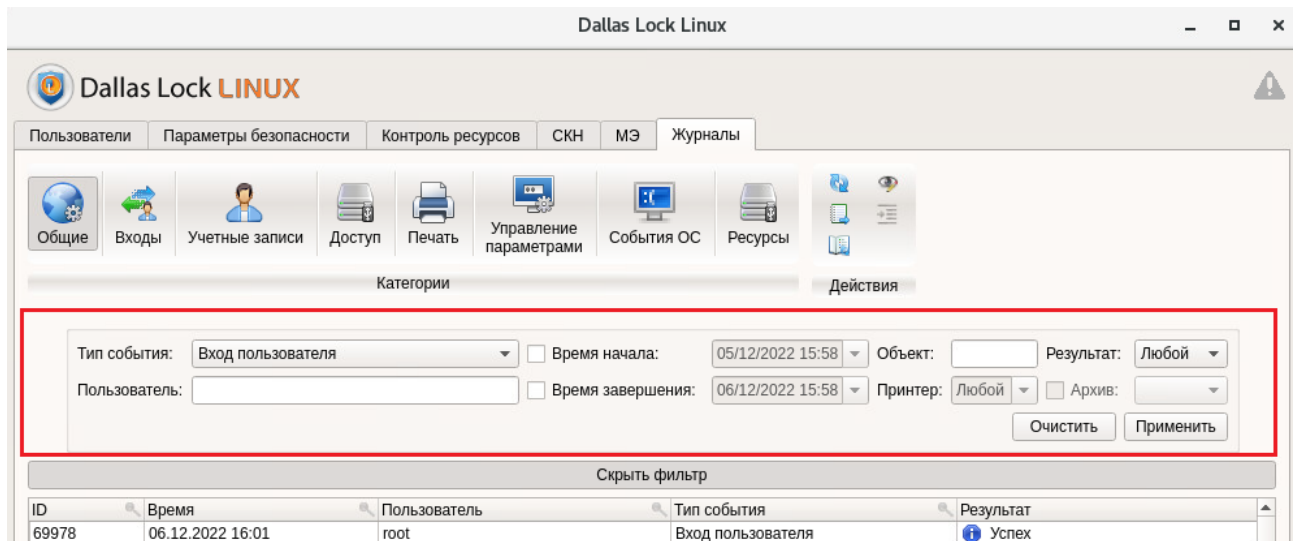 Dallas Lock Linux
Dallas Lock LINUX
Пользователи Параметры безопасности Контроль ресурсов СКН МЭ Журналы
Общие Входы Учетные записи Доступ Печать Управление параметрами События ОС Ресурсы
Категории Действия
Тип события: Вход пользователя Время начала: 05/12/2022 15:58 Объект: Результат: Любой
Пользователь: Время завершения: 06/12/2022 15:58 Принтер: Любой Архив:
Очистить Применить
Скрыть фильтр
ID Время Пользователь Тип события Результат
69978 06.12.2022 16:01 root Вход пользователя Успех